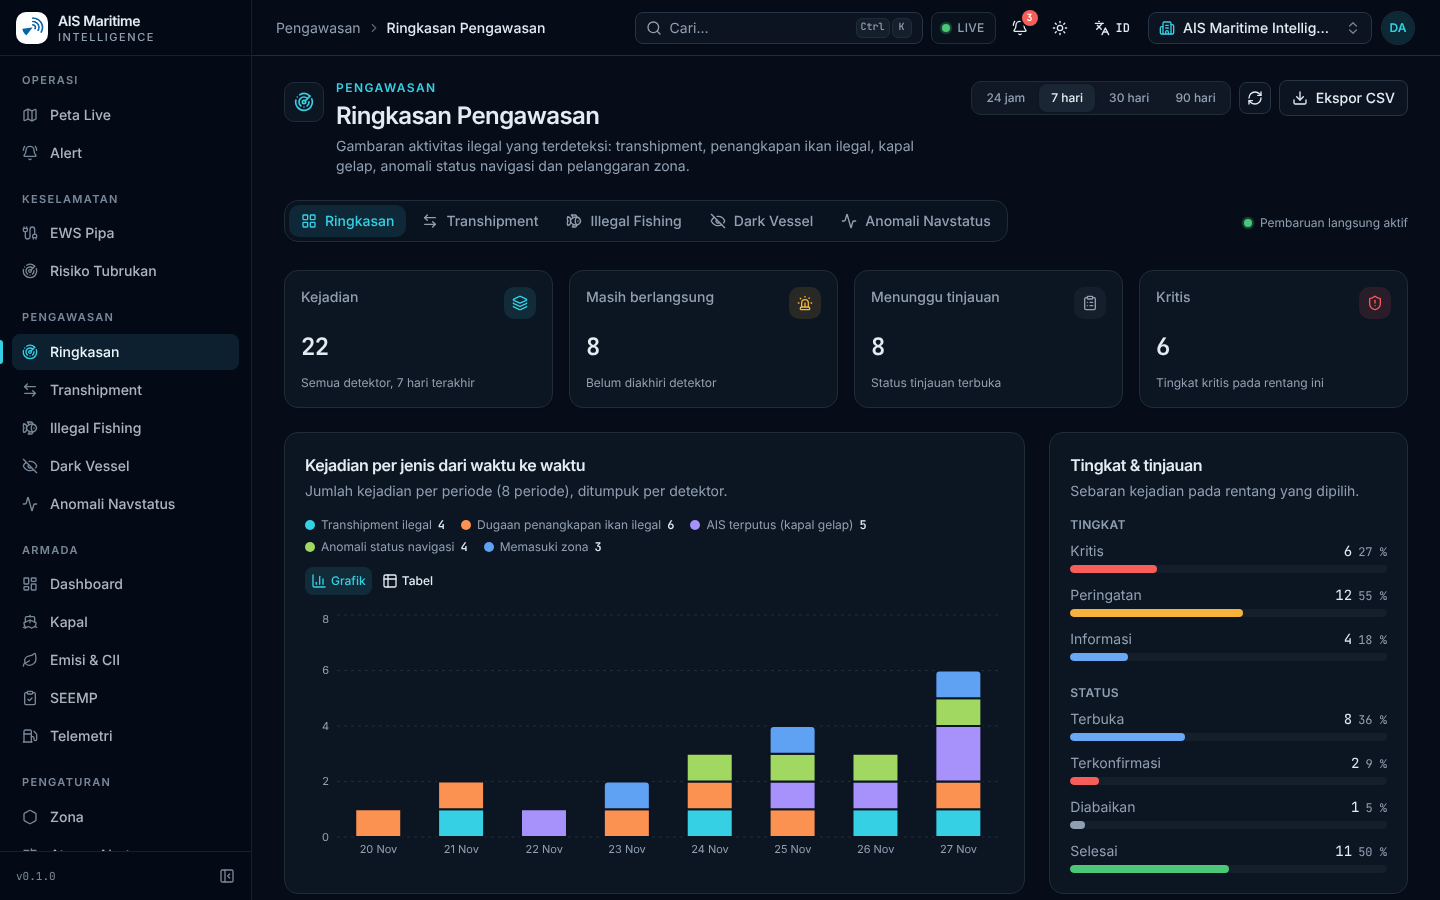 AIS Maritime
INTELLIGENCE
Pengawasan
Ringkasan Pengawasan
Cari...
Ctrl K
LIVE
3
ID
AIS Maritime Intellig...
DA
OPERASI
Peta Live
Alert
KESELAMATAN
EWS Pipa
Risiko Tubrukan
PENGAWASAN
Ringkasan
Transhipment
Illegal Fishing
Dark Vessel
Anomali Navstatus
ARMADA
Dashboard
Kapal
Emisi & CII
SEEMP
Telemetri
PENGATURAN
Zona
v0.1.0
PENGAWASAN
Ringkasan Pengawasan
Gambaran aktivitas ilegal yang terdeteksi: transhipment, penangkapan ikan ilegal, kapal
gelap, anomali status navigasi dan pelanggaran zona.
24 jam
7 hari
30 hari
90 hari
Ekspor CSV
Ringkasan
Transhipment
Illegal Fishing
Dark Vessel
Anomali Navstatus
Pembaruan langsung aktif
Kejadian
22
Semua detektor, 7 hari terakhir
Masih berlangsung
8
Belum diakhiri detektor
Menunggu tinjauan
8
Status tinjauan terbuka
Kritis
6
Tingkat kritis pada rentang ini
Kejadian per jenis dari waktu ke waktu
Jumlah kejadian per periode (8 periode), ditumpuk per detektor.
Transhipment ilegal 4
Dugaan penangkapan ikan ilegal 6
AIS terputus (kapal gelap) 5
Anomali status navigasi 4
Memasuki zona 3
Grafik
Tabel
8
6
4
2
0
20 Nov
21 Nov
22 Nov
23 Nov
24 Nov
25 Nov
26 Nov
27 Nov
Tingkat & tinjauan
Sebaran kejadian pada rentang yang dipilih.
TINGKAT
Kritis 6 27 %
Peringatan 12 55 %
Informasi 4 18 %
STATUS
Terbuka 8 36 %
Terkonfirmasi 2 9 %
Diabaikan 1 5 %
Selesai 11 50 %